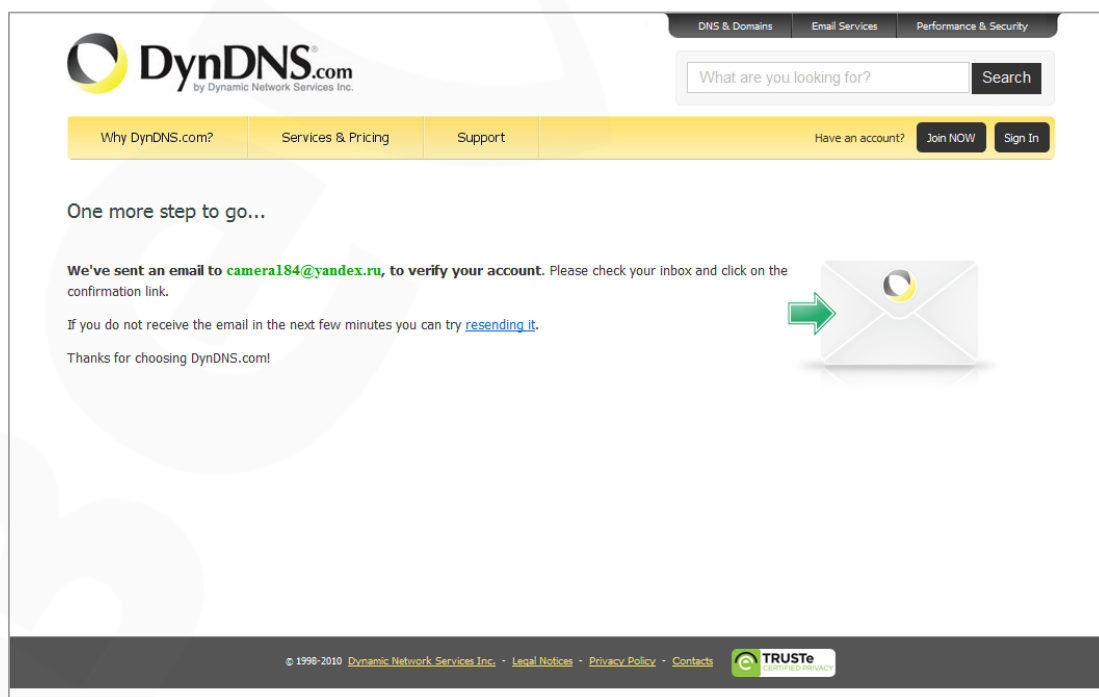 DNS & Domains Email Services Performance & Security
DynDNS.com
by Dynamic Network Services Inc.
What are you looking for? Search
Why DynDNS.com? Services & Pricing Support Have an account? Join NOW Sign In
One more step to go...
We've sent an email to camera184@yandex.ru, to verify your account. Please check your inbox and click on the
confirmation link.
If you do not receive the email in the next few minutes you can try resending it.
Thanks for choosing DynDNS.com!
© 1998-2010 Dynamic Network Services Inc. - Legal Notices - Privacy Policy - Contacts TRUSTe
CERTIFIED PRIVACY